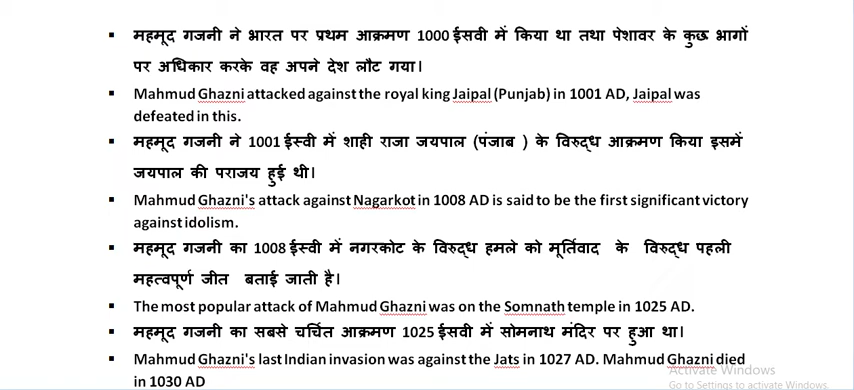 ▪ महमूद गजनी ने भारत पर प्रथम आक्रमण 1000 ईसवी में किया था तथा पेशावर के कुछ भागों
पर अधिकार करके वह अपने देश लौट गया।
▪ Mahmud Ghazni attacked against the royal king Jaipal (Punjab) in 1001 AD, Jaipal was
defeated in this.
▪ महमूद गजनी ने 1001 ईस्वी में शाही राजा जयपाल (पंजाब ) के विरुद्ध आक्रमण किया इसमें
जयपाल की पराजय हुई थी।
▪ Mahmud Ghazni's attack against Nagarkot in 1008 AD is said to be the first significant victory
against idolism.
▪ महमूद गजनी का 1008 ईस्वी में नगरकोट के विरुद्ध हमले को मूर्तिवाद के विरुद्ध पहली
महत्वपूर्ण जीत बताई जाती है।
▪ The most popular attack of Mahmud Ghazni was on the Somnath temple in 1025 AD.
▪ महमूद गजनी का सबसे चर्चित आक्रमण 1025 ईसवी में सोमनाथ मंदिर पर हुआ था।
▪ Mahmud Ghazni's last Indian invasion was against the Jats in 1027 AD. Mahmud Ghazni died
in 1030 AD
Activate Windows
Go to Settings to activate Windows.